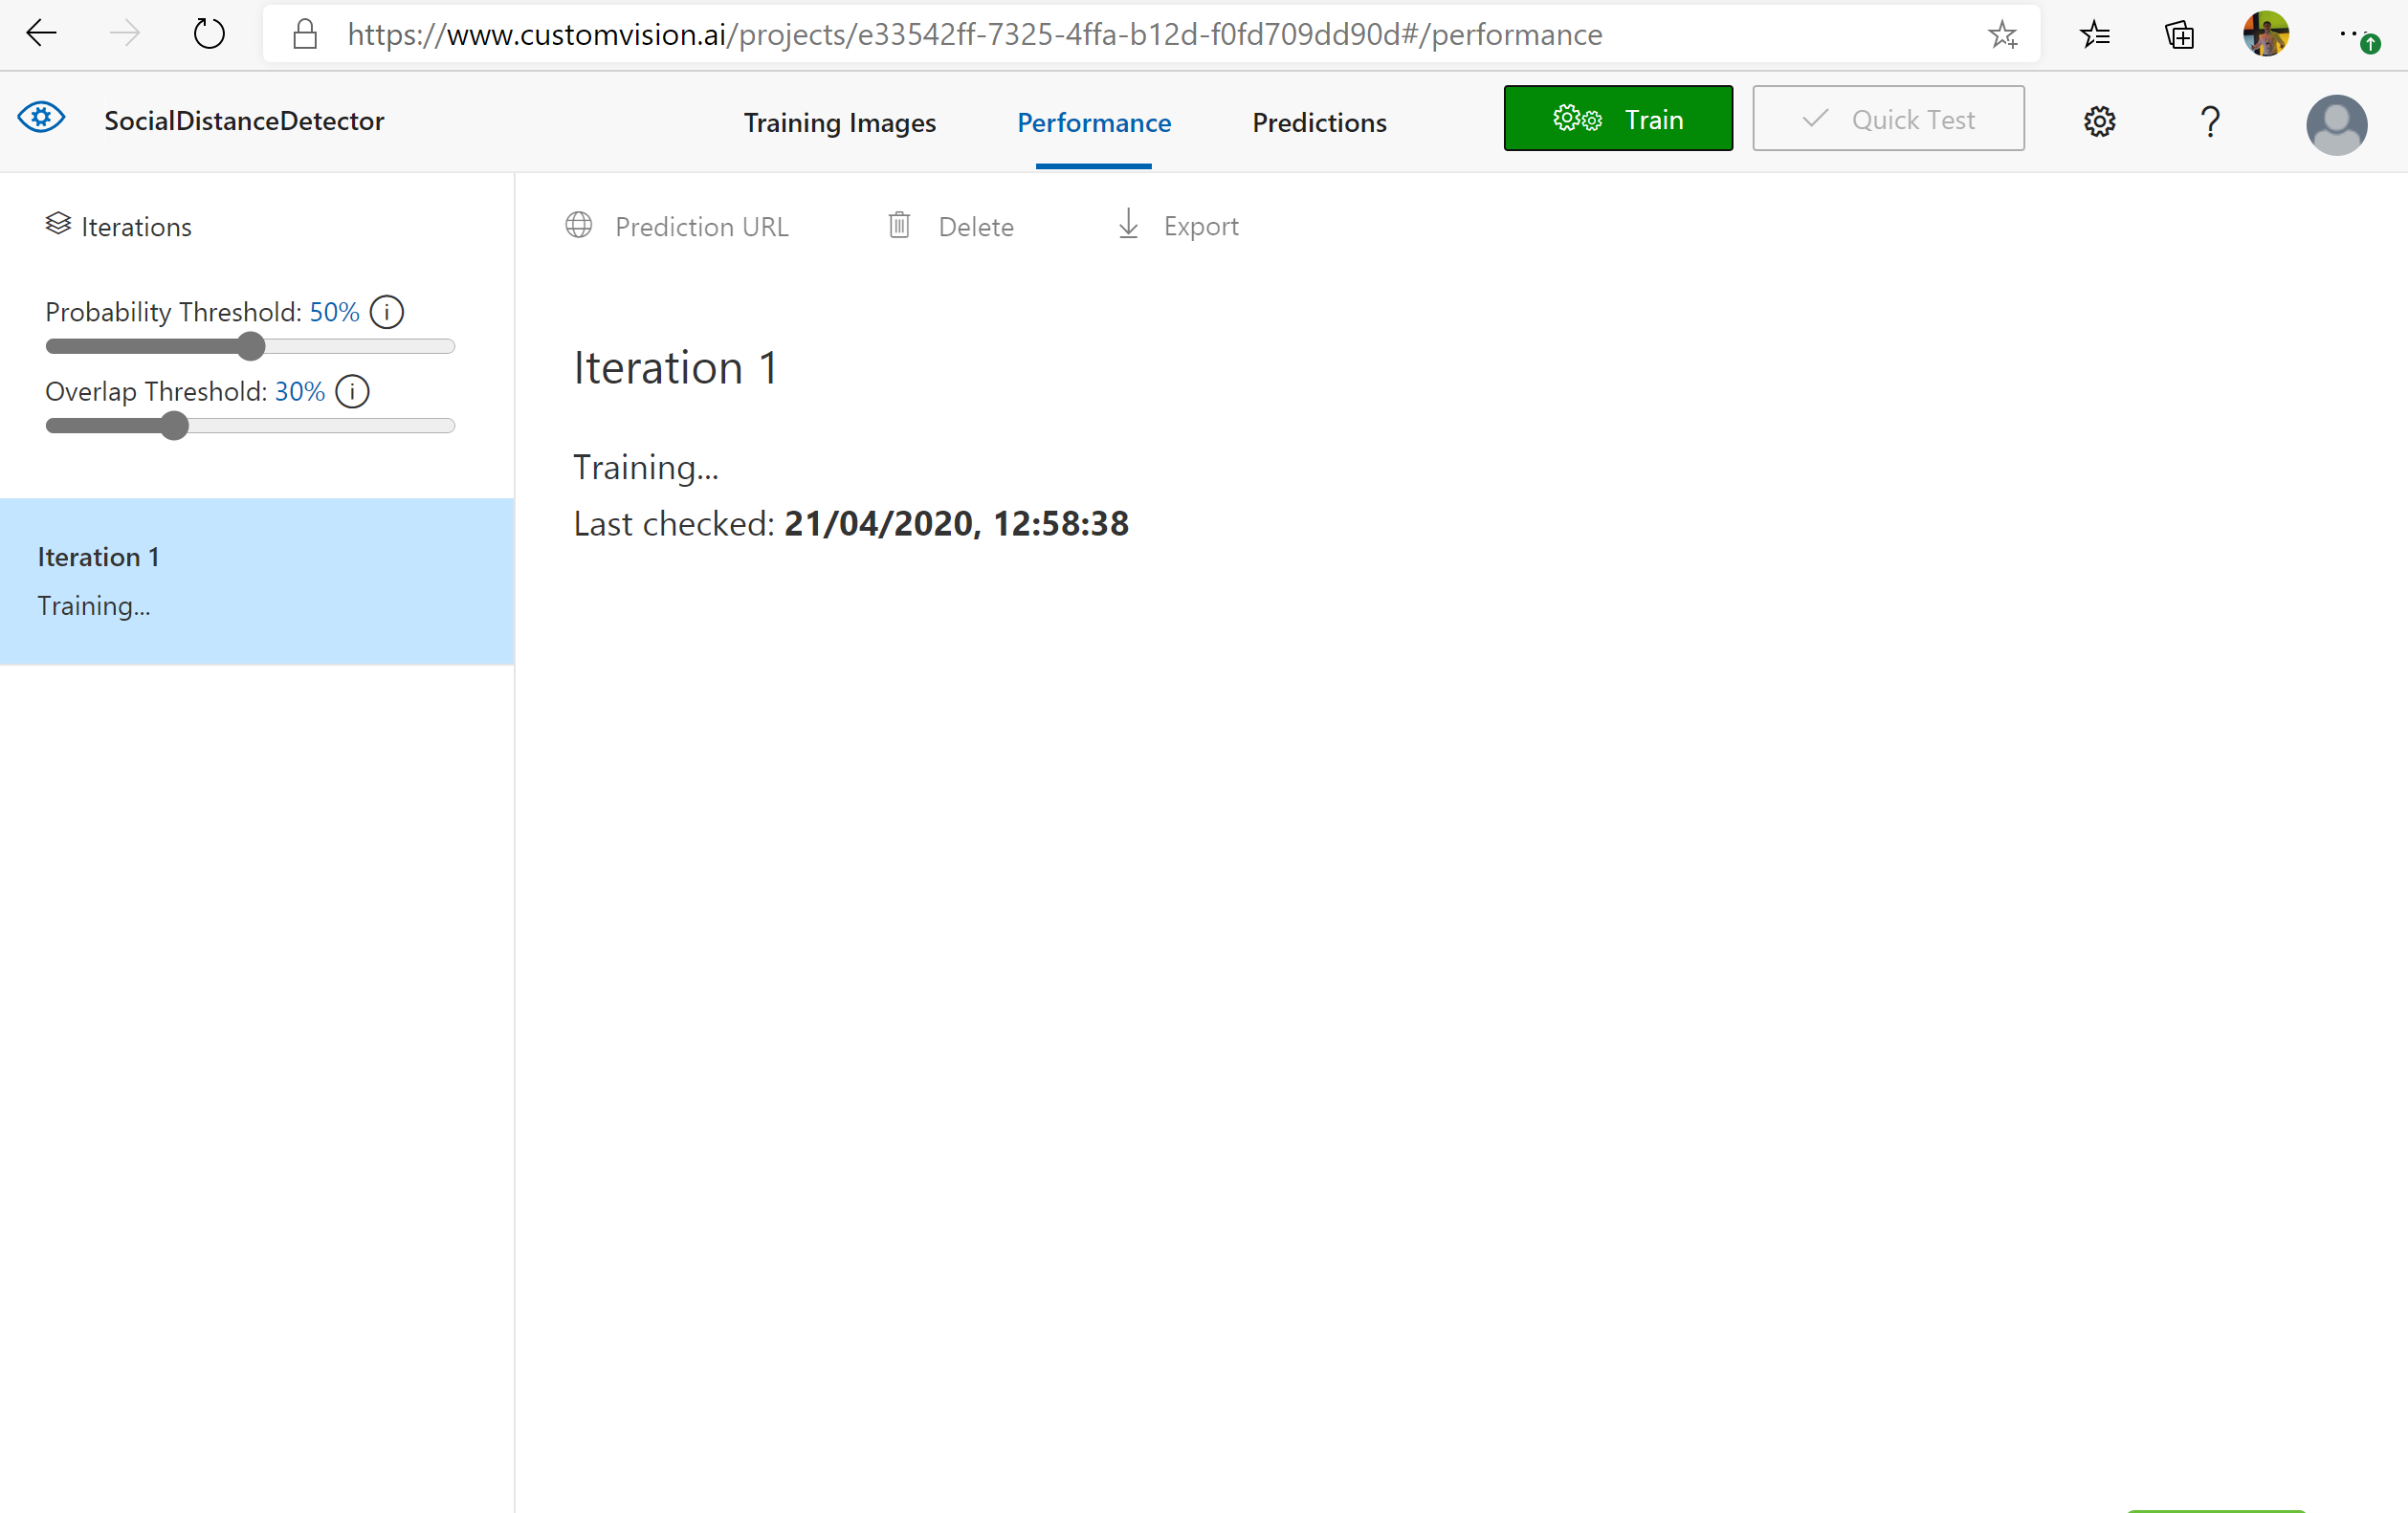 https://www.customvision.ai/projects/e33542ff-7325-4ffa-b12d-f0fd709dd90d#/performance
SocialDistanceDetector
Training Images
Performance
Predictions
Train
Quick Test
?
Iterations
Probability Threshold: 50% i
Overlap Threshold: 30% i
Iteration 1
Training...
Prediction URL
Delete
Export
Iteration 1
Training...
Last checked: 21/04/2020, 12:58:38